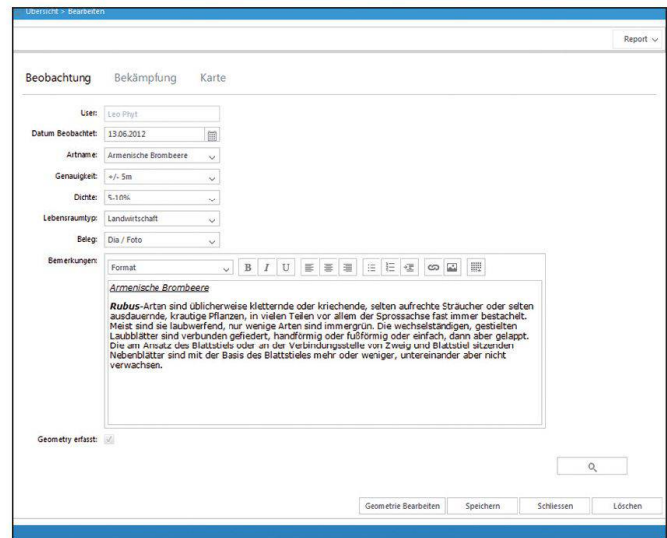 Übersicht > Bearbeiten
Report
Beobachtung Bekämpfung Karte
User: Leo Phyt
Datum Beobachtet: 13.06.2012
Artname: Armenische Brombeere
Genauigkeit: +/- 5m
Dichte: 5-10%
Lebensraumtyp: Landwirtschaft
Beleg: Dia / Foto
Bemerkungen: Format B I U
Armenische Brombeere
Rubus-Arten sind üblicherweise kletternde oder kriechende, selten aufrechte Sträucher oder selten
ausdauernde, krautige Pflanzen, in vielen Teilen vor allem der Sprossachse fast immer bestachelt.
Meist sind sie laubwerfend, nur wenige Arten sind immergrün. Die wechselständigen, gestielten
Laubblätter sind verbunden gefiedert, handförmig oder fußförmig oder einfach, dann aber gelappt.
Die am Ansatz des Blattstiels oder an der Verbindungsstelle von Zweig und Blattstiel sitzenden
Nebenblätter sind mit der Basis des Blattstieles mehr oder weniger, untereinander aber nicht
verwachsen.
Geometry erfasst:
Geometrie Bearbeiten Speichern Schliessen Löschen